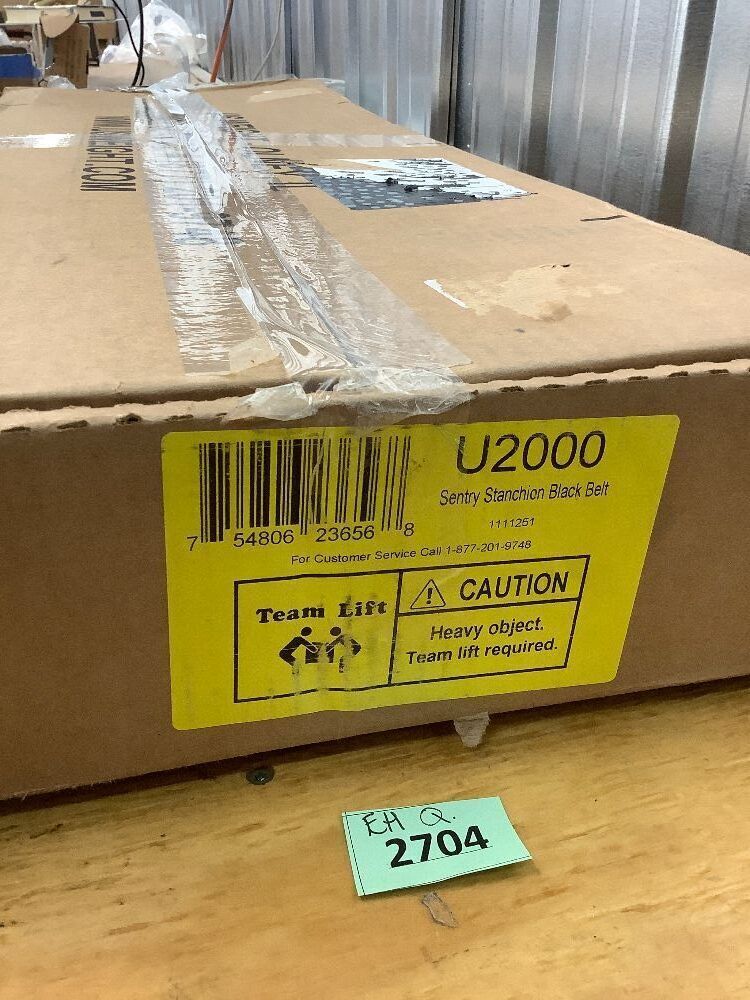 U2000
Sentry Stanchion Black Belt
1111251
7 54806 23656 8
For Customer Service Call 1-877-201-9748
Team Lift
CAUTION
Heavy object.
Team lift required.
EH Q.
2704